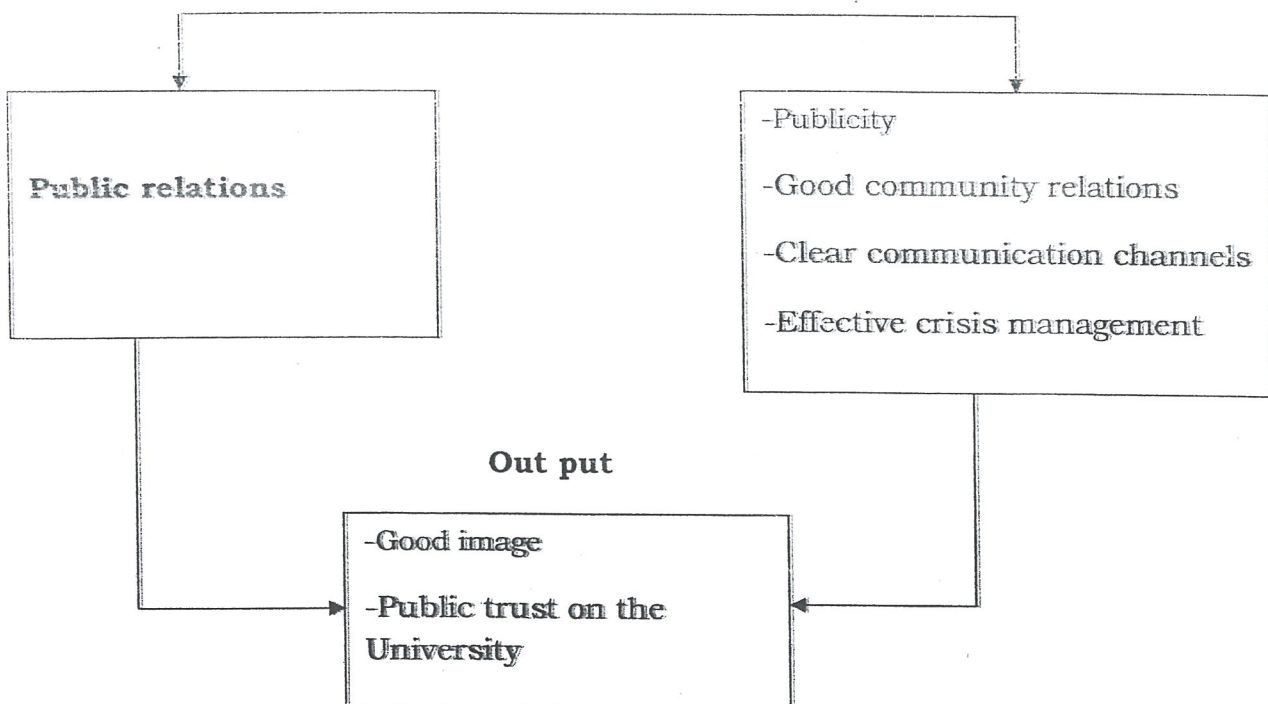 Public relations
-Publicity
-Good community relations
-Clear communication channels
-Effective crisis management
Out put
-Good image
-Public trust on the
University